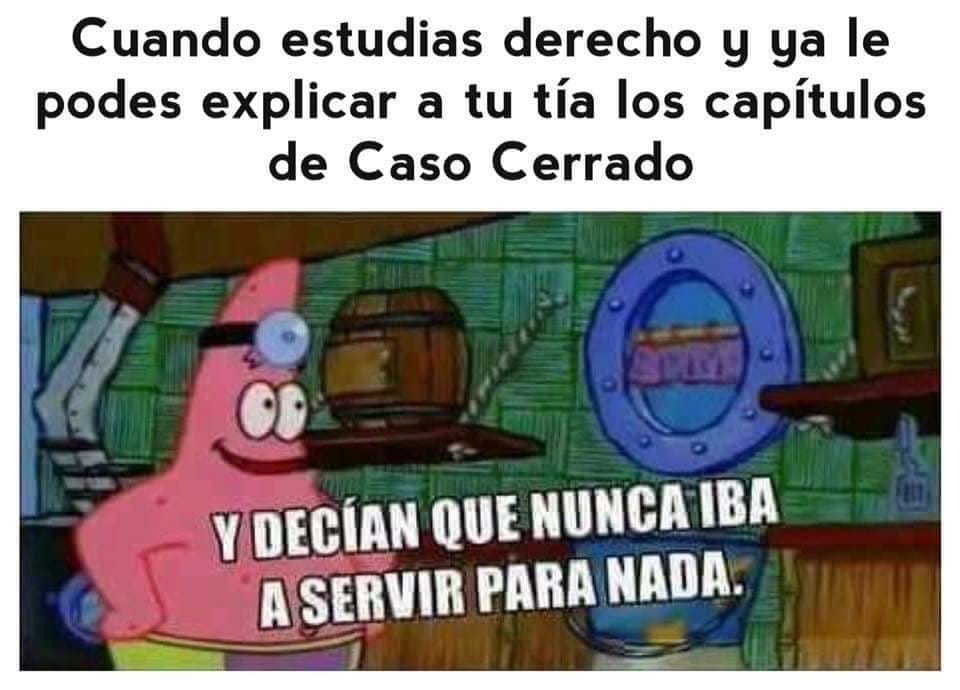 Cuando estudias derecho y ya le
podes explicar a tu tía los capítulos
de Caso Cerrado
Y DECÍAN QUE NUNCA IBA
A SERVIR PARA NADA.